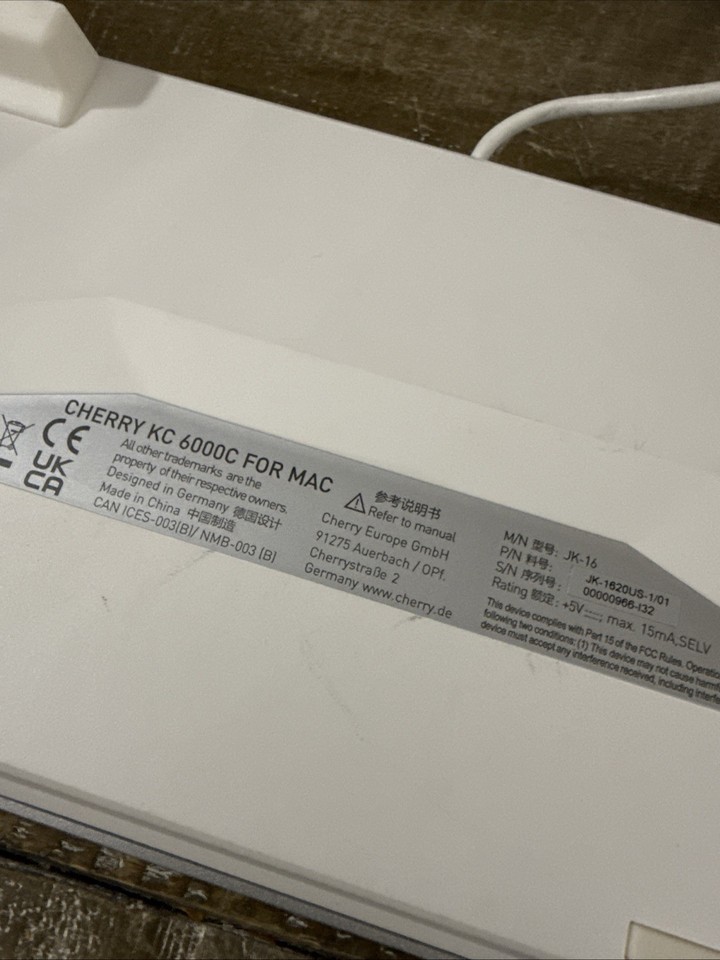 CHERRY KC 6000C FOR MAC
CE
UK
CA
All other trademarks are the
property of their respective owners.
Designed in Germany 德国设计
Made in China 中国制造
CAN ICES-003(B)/ NMB-003 (B)
参考说明书
Refer to manual
Cherry Europe GmbH
91275 Auerbach / OPf.
Cherrystraße 2
Germany www.cherry.de
M/N 型号: JK-16
P/N 料号: JK-1620US-1/01
S/N 序列号: 00000966-I32
Rating 额定: +5V⎓ max. 15mA,SELV
This device complies with Part 15 of the FCC Rules. Operation
following two conditions: (1) This device may not cause
device must accept any interference received, including